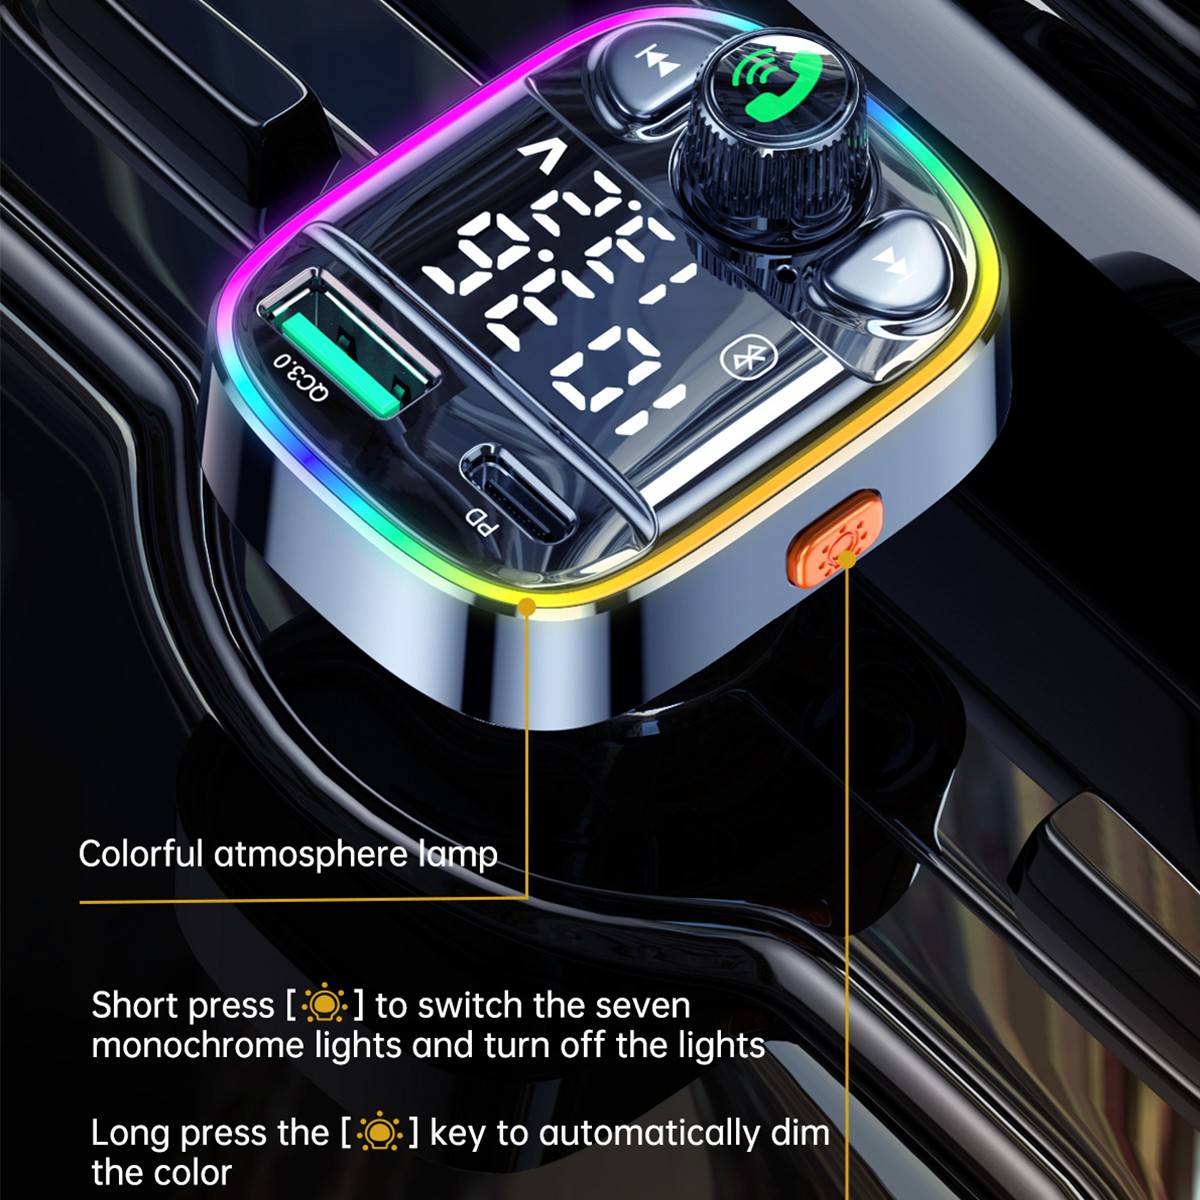 QC3.0
PD
Colorful atmosphere lamp
Short press [ ] to switch the seven
monochrome lights and turn off the lights
Long press the [ ] key to automatically dim
the color